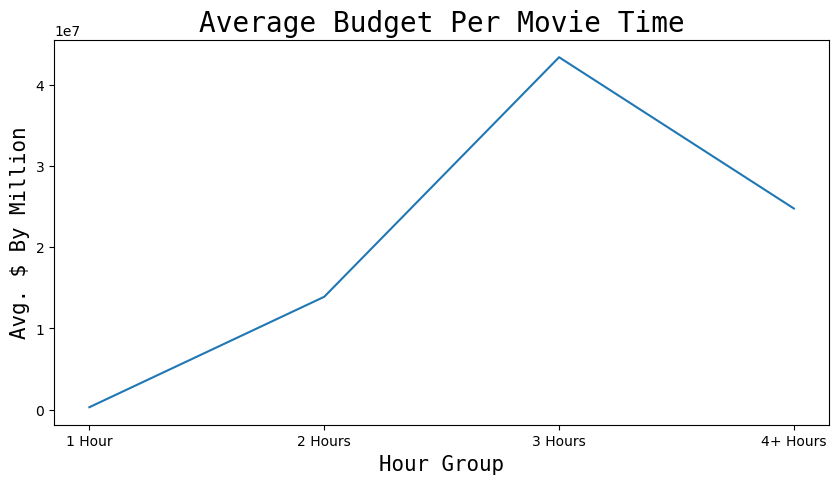 Average Budget Per Movie Time
1e7
4
3
2
1
0
Avg. $ By Million
1 Hour
2 Hours
3 Hours
4+ Hours
Hour Group